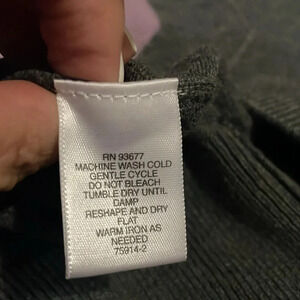 RN 93677
MACHINE WASH COLD
GENTLE CYCLE
DO NOT BLEACH
TUMBLE DRY UNTIL
DAMP
RESHAPE AND DRY
FLAT
WARM IRON AS
NEEDED
75914-2